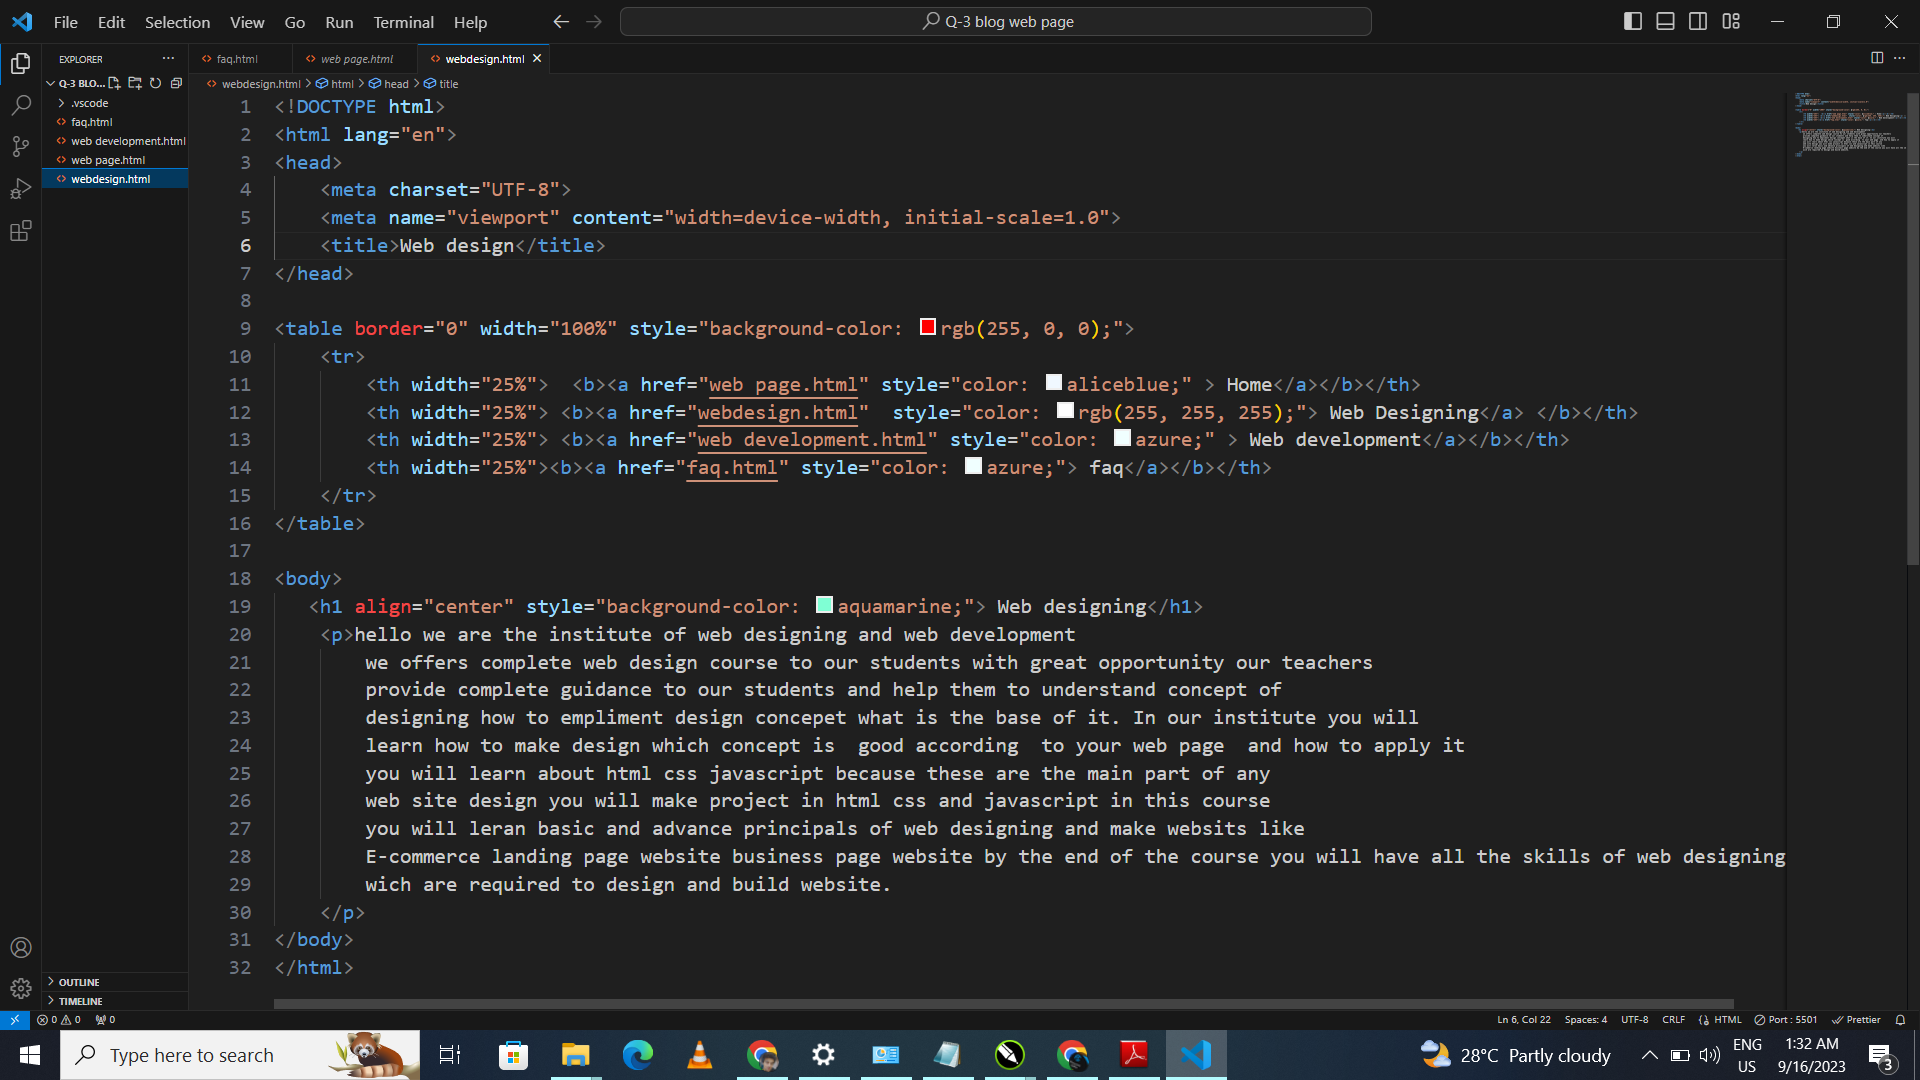 File Edit Selection View Go Run Terminal Help
Q-3 blog web page
EXPLORER
Q-3 BLO...
.vscode
faq.html
web development.html
web page.html
webdesign.html
OUTLINE
TIMELINE
faq.html web page.html webdesign.html
webdesign.html > html > head > title
1 <!DOCTYPE html>
2 <html lang="en">
3 <head>
4 <meta charset="UTF-8">
5 <meta name="viewport" content="width=device-width, initial-scale=1.0">
6 <title>Web design</title>
7 </head>
8
9 <table border="0" width="100%" style="background-color: rgb(255, 0, 0);">
10 <tr>
11 <th width="25%"> <b><a href="web page.html" style="color: aliceblue;" > Home</a></b></th>
12 <th width="25%"> <b><a href="webdesign.html" style="color: rgb(255, 255, 255);"> Web Designing</a> </b></th>
13 <th width="25%"> <b><a href="web development.html" style="color: azure;" > Web development</a></b></th>
14 <th width="25%"><b><a href="faq.html" style="color: azure;"> faq</a></b></th>
15 </tr>
16 </table>
17
18 <body>
19 <h1 align="center" style="background-color: aquamarine;"> Web designing</h1>
20 <p>hello we are the institute of web designing and web development
21 we offers complete web design course to our students with great opportunity our teachers
22 provide complete guidance to our students and help them to understand concept of
23 designing how to empliment design concepet what is the base of it. In our institute you will
24 learn how to make design which concept is  good according  to your web page  and how to apply it
25 you will learn about html css javascript because these are the main part of any
26 web site design you will make project in html css and javascript in this course
27 you will leran basic and advance principals of web designing and make websits like
28 E-commerce landing page website business page website by the end of the course you will have all the skills of web designing
29 wich are required to design and build website.
30 </p>
31 </body>
32 </html>
0 0 0
Ln 6, Col 22 Spaces: 4 UTF-8 CRLF HTML Port : 5501 Prettier
Type here to search
28°C Partly cloudy
ENG
US
1:32 AM
9/16/2023
3